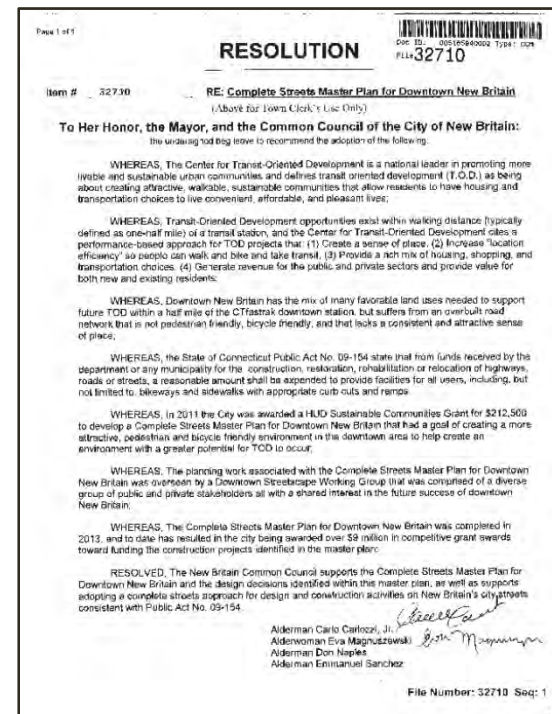 Page 1 of 1
RESOLUTION
File 32710
Item # 32710 RE: Complete Streets Master Plan for Downtown New Britain
(Above for Town Clerk's Use Only)
To Her Honor, the Mayor, and the Common Council of the City of New Britain:
the undersigned beg leave to recommend the adoption of the following:
WHEREAS, The Center for Transit-Oriented Development is a national leader in promoting more
livable and sustainable urban communities and defines transit oriented development (T.O.D.) as being
about creating attractive, walkable, sustainable communities that allow residents to have housing and
transportation choices to live convenient, affordable, and pleasant lives;
WHEREAS, Transit-Oriented Development opportunities exist within walking distance (typically
defined as one-half mile) of a transit station, and the Center for Transit-Oriented Development cites a
performance-based approach for TOD projects that: (1) Create a sense of place. (2) Increase "location
efficiency" so people can walk and bike and take transit. (3) Provide a rich mix of housing, shopping, and
transportation choices. (4) Generate revenue for the public and private sectors and provide value for
both new and existing residents;
WHEREAS, Downtown New Britain has the mix of many favorable land uses needed to support
future TOD within a half mile of the CTfastrak downtown station, but suffers from an overbuilt road
network that is not pedestrian friendly, bicycle friendly, and that lacks a consistent and attractive sense
of place;
WHEREAS, the State of Connecticut Public Act No. 09-154 state that from funds received by the
department or any municipality for the construction, restoration, rehabilitation or relocation of highways,
roads or streets, a reasonable amount shall be expended to provide facilities for all users, including, but
not limited to, bikeways and sidewalks with appropriate curb cuts and ramps.
WHEREAS, in 2011 the City was awarded a HUD Sustainable Communities Grant for $212,500
to develop a Complete Streets Master Plan for Downtown New Britain that had a goal of creating a more
attractive, pedestrian and bicycle friendly environment in the downtown area to help create an
environment with a greater potential for TOD to occur;
WHEREAS, The planning work associated with the Complete Streets Master Plan for Downtown
New Britain was overseen by a Downtown Streetscape Working Group that was comprised of a diverse
group of public and private stakeholders all with a shared interest in the future success of downtown
New Britain;
WHEREAS, The Complete Streets Master Plan for Downtown New Britain was completed in
2013, and to date has resulted in the city being awarded over $9 million in competitive grant awards
toward funding the construction projects identified in the master plan.
RESOLVED, The New Britain Common Council supports the Complete Streets Master Plan for
Downtown New Britain and the design decisions identified within this master plan, as well as supports
adopting a complete streets approach for design and construction activities on New Britain's city streets
consistent with Public Act No. 09-154.
Alderman Carlo Carlozzi, Jr.
Alderwoman Eva Magnuszewski
Alderman Don Naples
Alderman Emmanuel Sanchez
File Number: 32710 Seq: 1